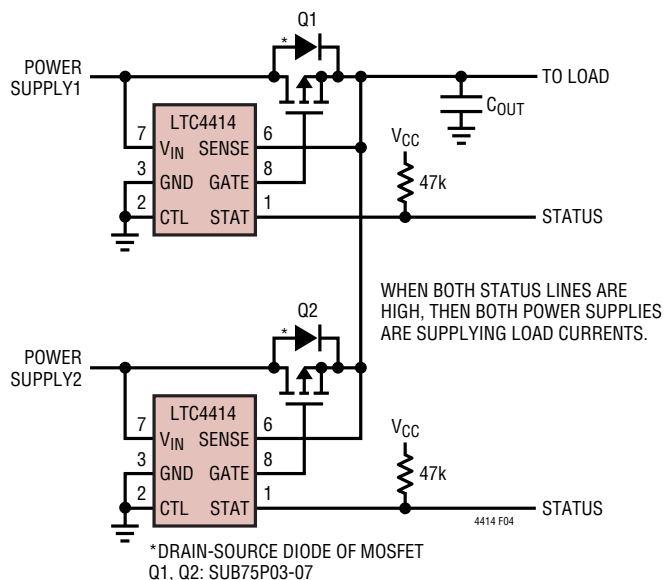 Q1
*
POWER
SUPPLY1
TO LOAD
COUT
LTC4414
7
VIN
SENSE
6
3
GND
GATE
8
2
CTL
STAT
1
VCC
47k
STATUS
WHEN BOTH STATUS LINES ARE
HIGH, THEN BOTH POWER SUPPLIES
ARE SUPPLYING LOAD CURRENTS.
Q2
*
POWER
SUPPLY2
LTC4414
7
VIN
SENSE
6
3
GND
GATE
8
2
CTL
STAT
1
VCC
47k
STATUS
4414 F04
*DRAIN-SOURCE DIODE OF MOSFET
Q1, Q2: SUB75P03-07